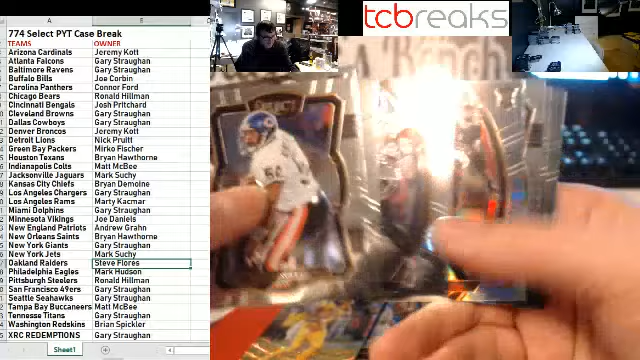 774 Select PYT Case Break
TEAMS OWNER
Arizona Cardinals Jeremy Kott
Atlanta Falcons Gary Straughan
Baltimore Ravens Gary Straughan
Buffalo Bills Joe Corbin
Carolina Panthers Connor Ford
Chicago Bears Ronald Hillman
Cincinnati Bengals Josh Pritchard
Cleveland Browns Gary Straughan
Dallas Cowboys Gary Straughan
Denver Broncos Jeremy Kott
Detroit Lions Nick Pruitt
Green Bay Packers Mirko Fischer
Houston Texans Bryan Hawthorne
Indianapolis Colts Matt McBee
Jacksonville Jaguars Mark Suchy
Kansas City Chiefs Bryan Demoine
Los Angeles Chargers Gary Straughan
Los Angeles Rams Marty Kacmar
Miami Dolphins Gary Straughan
Minnesota Vikings Joe Daniels
New England Patriots Andrew Grahn
New Orleans Saints Bryan Hawthorne
New York Giants Gary Straughan
New York Jets Mark Suchy
Oakland Raiders Steve Flores
Philadelphia Eagles Mark Hudson
Pittsburgh Steelers Ronald Hillman
San Francisco 49ers Gary Straughan
Seattle Seahawks Gary Straughan
Tampa Bay Buccaneers Matt McBee
Tennesse Titans Gary Straughan
Washington Redskins Brian Spickler
XRC REDEMPTIONS Gary Straughan
Sheet1
tcbreaks
SELECT